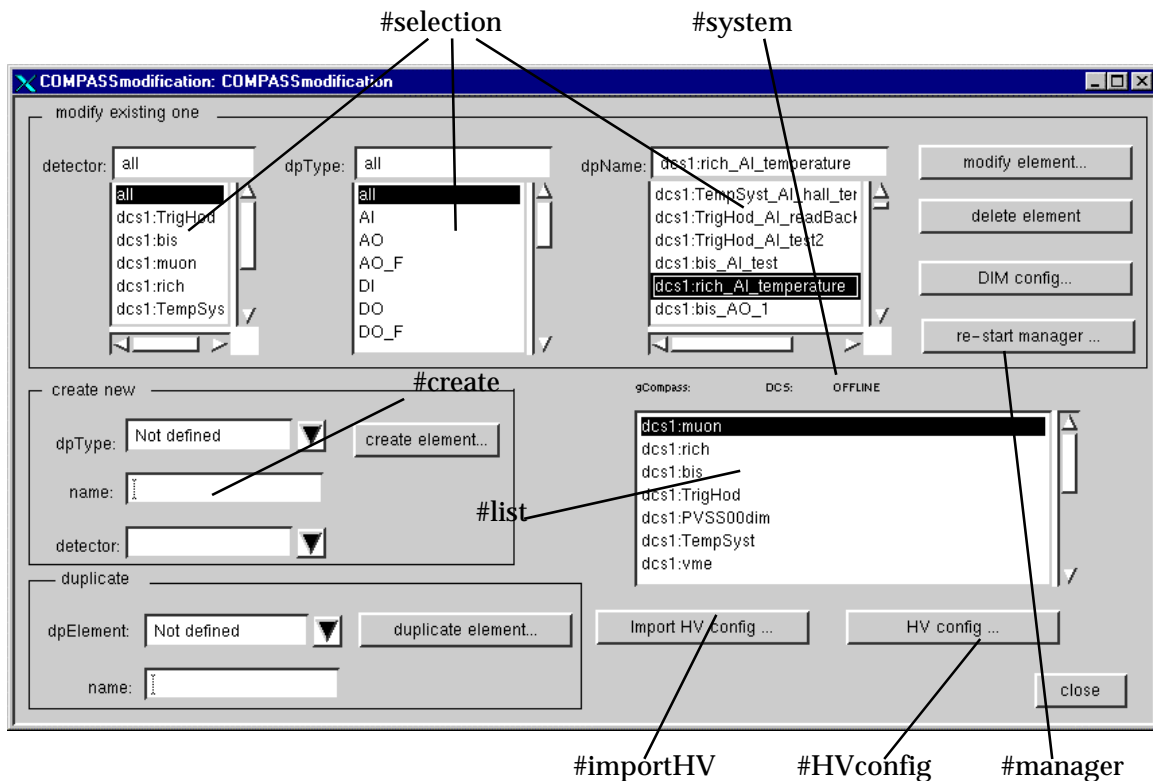 #selection #system
COMPASSmodification: COMPASSmodification
modify existing one
detector: all dpType: all dpName: dcs1:rich_AI_temperature modify element...
all all dcs1:TempSyst_AI_hall_ter
dcs1:TrigHod AI dcs1:TrigHod_AI_readBack delete element
dcs1:bis AO dcs1:TrigHod_AI_test2
dcs1:muon AO_F dcs1:bis_AI_test
dcs1:rich DI dcs1:rich_AI_temperature DIM config...
dcs1:TempSys DO dcs1:bis_AO_1
DO_F re-start manager ...
#create
create new gCompass: DCS: OFFLINE
dpType: Not defined create element...
name:
detector:
dcs1:muon
dcs1:rich
dcs1:bis
#list dcs1:TrigHod
dcs1:PVSS00dim
dcs1:TempSyst
dcs1:vme
duplicate
dpElement: Not defined duplicate element... Import HV config ... HV config ...
name: close
#importHV #HVconfig #manager